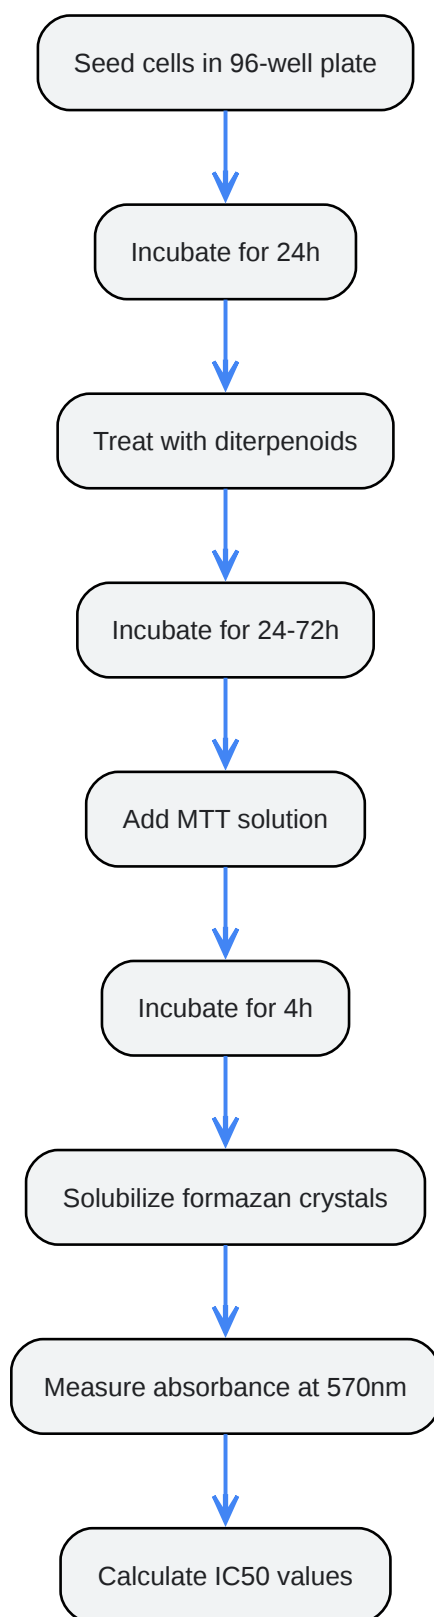 Seed cells in 96-well plate
Incubate for 24h
Treat with diterpenoids
Incubate for 24-72h
Add MTT solution
Incubate for 4h
Solubilize formazan crystals
Measure absorbance at 570nm
Calculate IC50 values